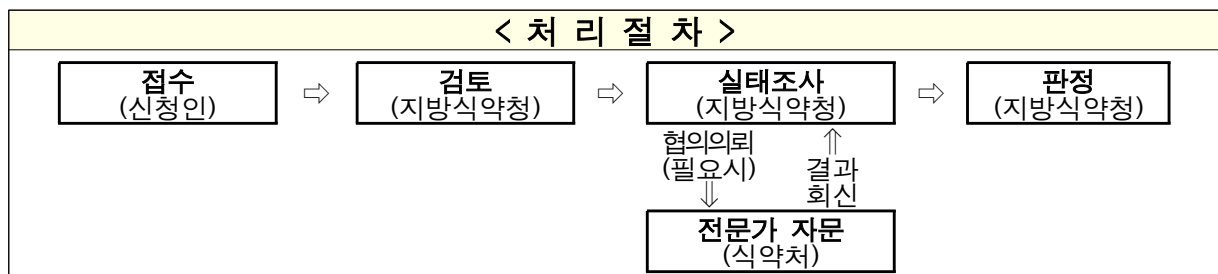 < 처 리 절 차 >
접수 ⇨ 검토 ⇨ 실태조사 ⇨ 판정
(신청인) (지방식약청) (지방식약청) (지방식약청)
협의의뢰 ⇑
(필요시) 결과
⇓ 회신
전문가 자문
(식약처)